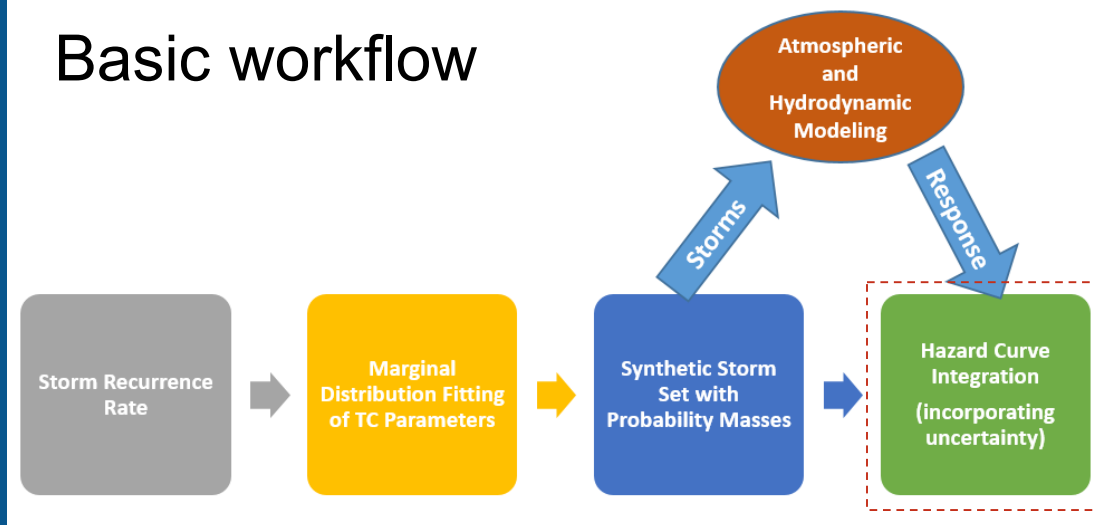 Basic workflow
Atmospheric
and
Hydrodynamic
Modeling
Storms
Response
Storm Recurrence
Rate
Marginal
Distribution Fitting
of TC Parameters
Synthetic Storm
Set with
Probability Masses
Hazard Curve
Integration
(incorporating
uncertainty)